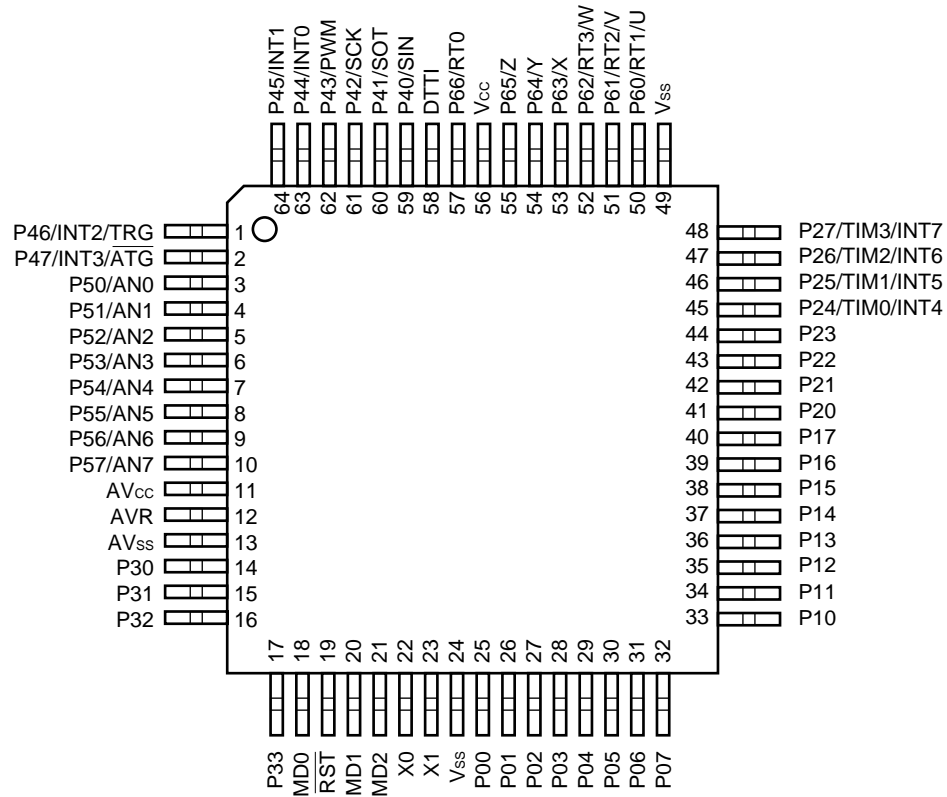 P45/INT1
P44/INT0
P43/PWM
P42/SCK
P41/SOT
P40/SIN
DTTI
P66/RT0
Vcc
P65/Z
P64/Y
P63/X
P62/RT3/W
P61/RT2/V
P60/RT1/U
Vss
64
63
62
61
60
59
58
57
56
55
54
53
52
51
50
49
P46/INT2/TRG 1
P47/INT3/A̅T̅G̅ 2
P50/AN0 3
P51/AN1 4
P52/AN2 5
P53/AN3 6
P54/AN4 7
P55/AN5 8
P56/AN6 9
P57/AN7 10
AVcc 11
AVR 12
AVss 13
P30 14
P31 15
P32 16
48 P27/TIM3/INT7
47 P26/TIM2/INT6
46 P25/TIM1/INT5
45 P24/TIM0/INT4
44 P23
43 P22
42 P21
41 P20
40 P17
39 P16
38 P15
37 P14
36 P13
35 P12
34 P11
33 P10
17
18
19
20
21
22
23
24
25
26
27
28
29
30
31
32
P33
MD0
R̅S̅T̅
MD1
MD2
X0
X1
Vss
P00
P01
P02
P03
P04
P05
P06
P07